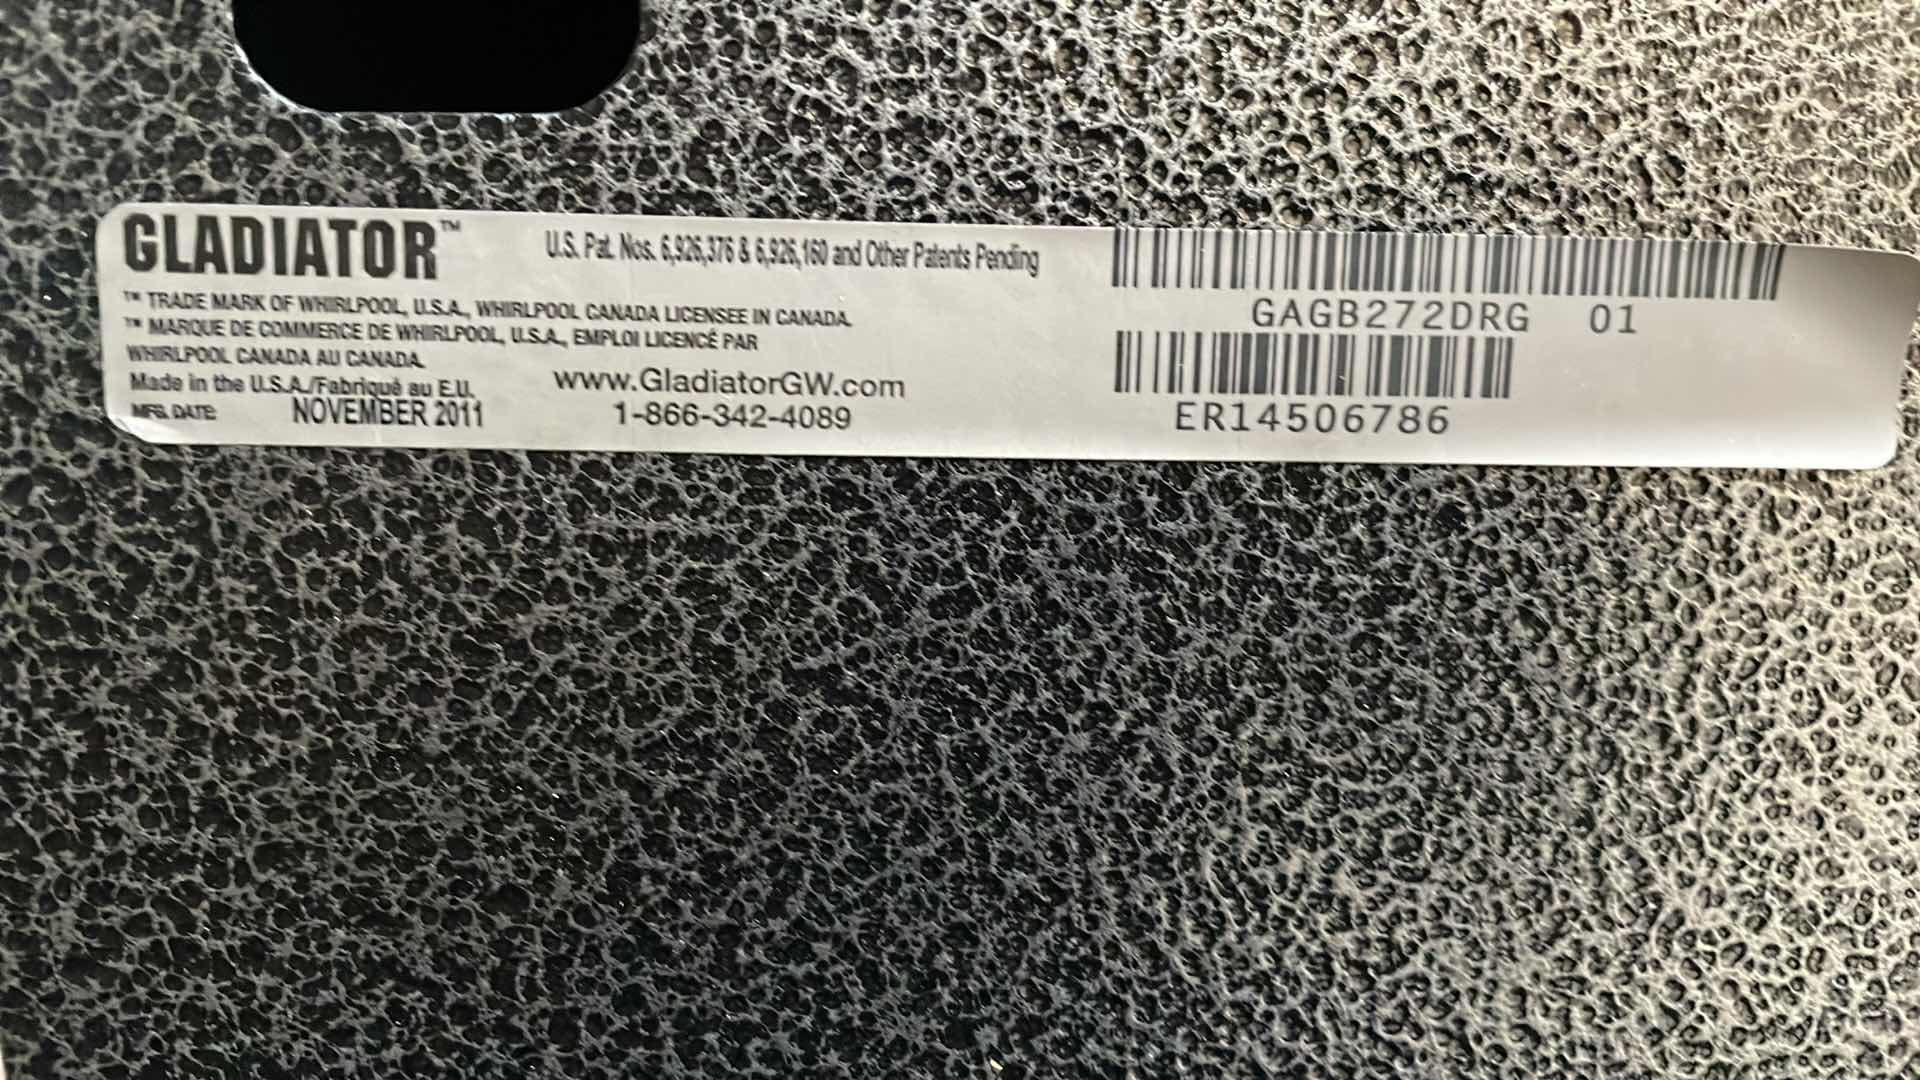 GLADIATOR™
U.S. Pat. Nos. 6,926,376 & 6,926,160 and Other Patents Pending
™ TRADE MARK OF WHIRLPOOL, U.S.A., WHIRLPOOL CANADA LICENSEE IN CANADA.
™ MARQUE DE COMMERCE DE WHIRLPOOL, U.S.A., EMPLOI LICENCÉ PAR
WHIRLPOOL CANADA AU CANADA.
Made in the U.S.A./Fabriqué au E.U.
MFG. DATE: NOVEMBER 2011
www.GladiatorGW.com
1-866-342-4089
GAGB272DRG 01
ER14506786